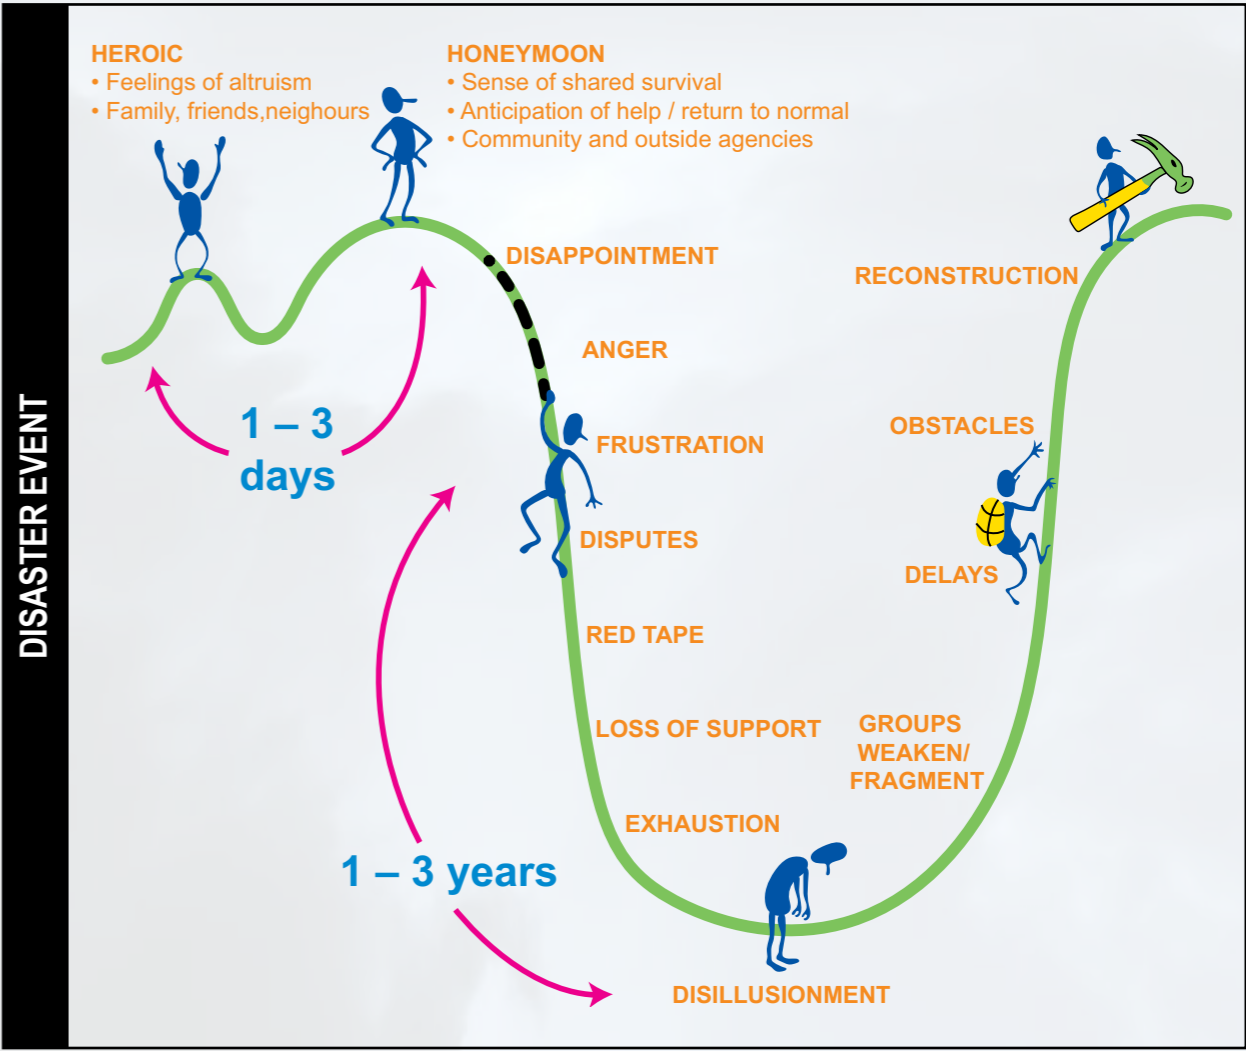 DISASTER EVENT
HEROIC
• Feelings of altruism
• Family, friends,neighours
HONEYMOON
• Sense of shared survival
• Anticipation of help / return to normal
• Community and outside agencies
1 – 3
days
DISAPPOINTMENT
ANGER
FRUSTRATION
DISPUTES
RED TAPE
LOSS OF SUPPORT
EXHAUSTION
1 – 3 years
DISILLUSIONMENT
GROUPS
WEAKEN/
FRAGMENT
DELAYS
OBSTACLES
RECONSTRUCTION